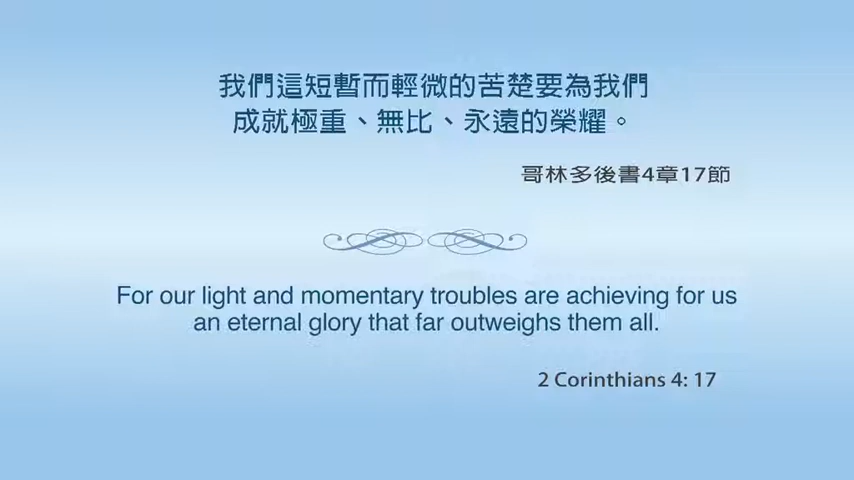 我們這短暫而輕微的苦楚要為我們
成就極重、無比、永遠的榮耀。
哥林多後書4章17節
For our light and momentary troubles are achieving for us
an eternal glory that far outweighs them all.
2 Corinthians 4: 17